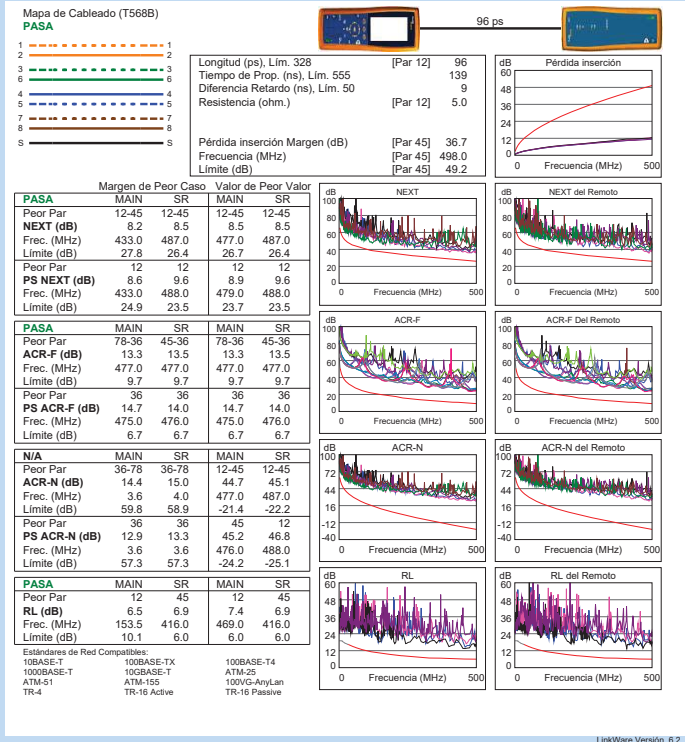 Mapa de Cableado (T568B)
PASA
1 1
2 2
3 3
6 6
4 4
5 5
7 7
8 8
S S
96 ps
Longitud (ps), Lím. 328 [Par 12] 96
Tiempo de Prop. (ns), Lím. 555 139
Diferencia Retardo (ns), Lím. 50 9
Resistencia (ohm.) [Par 12] 5.0
Pérdida inserción Margen (dB) [Par 45] 36.7
Frecuencia (MHz) [Par 45] 498.0
Límite (dB) [Par 45] 49.2
dB Pérdida inserción
60
48
36
24
12
0
0 Frecuencia (MHz) 500
Margen de Peor Caso Valor de Peor Valor
PASA MAIN SR MAIN SR
Peor Par 12-45 12-45 12-45 12-45
NEXT (dB) 8.2 8.5 8.5 8.5
Frec. (MHz) 433.0 487.0 477.0 487.0
Límite (dB) 27.8 26.4 26.7 26.4
Peor Par 12 12 12 12
PS NEXT (dB) 8.6 9.6 8.9 9.6
Frec. (MHz) 433.0 488.0 479.0 488.0
Límite (dB) 24.9 23.5 23.7 23.5
PASA MAIN SR MAIN SR
Peor Par 78-36 45-36 78-36 45-36
ACR-F (dB) 13.3 13.5 13.3 13.5
Frec. (MHz) 477.0 477.0 477.0 477.0
Límite (dB) 9.7 9.7 9.7 9.7
Peor Par 36 36 36 36
PS ACR-F (dB) 14.7 14.0 14.7 14.0
Frec. (MHz) 475.0 476.0 475.0 476.0
Límite (dB) 6.7 6.7 6.7 6.7
N/A MAIN SR MAIN SR
Peor Par 36-78 36-78 12-45 12-45
ACR-N (dB) 14.4 15.0 44.7 45.1
Frec. (MHz) 3.6 4.0 477.0 487.0
Límite (dB) 59.8 58.9 -21.4 -22.2
Peor Par 36 36 45 12
PS ACR-N (dB) 12.9 13.3 45.2 46.8
Frec. (MHz) 3.6 3.6 476.0 488.0
Límite (dB) 57.3 57.3 -24.2 -25.1
PASA MAIN SR MAIN SR
Peor Par 12 45 12 45
RL (dB) 6.5 6.9 7.4 6.9
Frec. (MHz) 153.5 416.0 469.0 416.0
Límite (dB) 10.1 6.0 6.0 6.0
Estándares de Red Compatibles:
10BASE-T 100BASE-TX 100BASE-T4
1000BASE-T 10GBASE-T ATM-25
ATM-51 ATM-155 100VG-AnyLan
TR-4 TR-16 Active TR-16 Passive
dB NEXT
100
80
60
40
20
0
0 Frecuencia (MHz) 500
dB NEXT del Remoto
100
80
60
40
20
0
0 Frecuencia (MHz) 500
dB ACR-F
100
80
60
40
20
0
0 Frecuencia (MHz) 500
dB ACR-F Del Remoto
100
80
60
40
20
0
0 Frecuencia (MHz) 500
dB ACR-N
100
72
44
16
-12
-40
0 Frecuencia (MHz) 500
dB ACR-N del Remoto
100
72
44
16
-12
-40
0 Frecuencia (MHz) 500
dB RL
60
48
36
24
12
0
0 Frecuencia (MHz) 500
dB RL del Remoto
60
48
36
24
12
0
0 Frecuencia (MHz) 500
LinkWare Versión 6.2